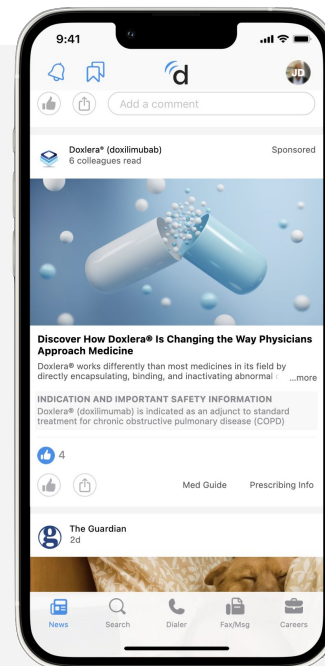 9:41
d
JD
Add a comment
Doxlera® (doxilimubab)
Sponsored
6 colleagues read
Discover How Doxlera® Is Changing the Way Physicians
Approach Medicine
Doxlera® works differently than most medicines in its field by
directly encapsulating, binding, and inactivating abnormal
...more
INDICATION AND IMPORTANT SAFETY INFORMATION
Doxlera® (doxilimumab) is indicated as an adjunct to standard
treatment for chronic obstructive pulmonary disease (COPD)
4
Med Guide
Prescribing Info
g
The Guardian
2d
News
Search
Dialer
Fax/Msg
Careers